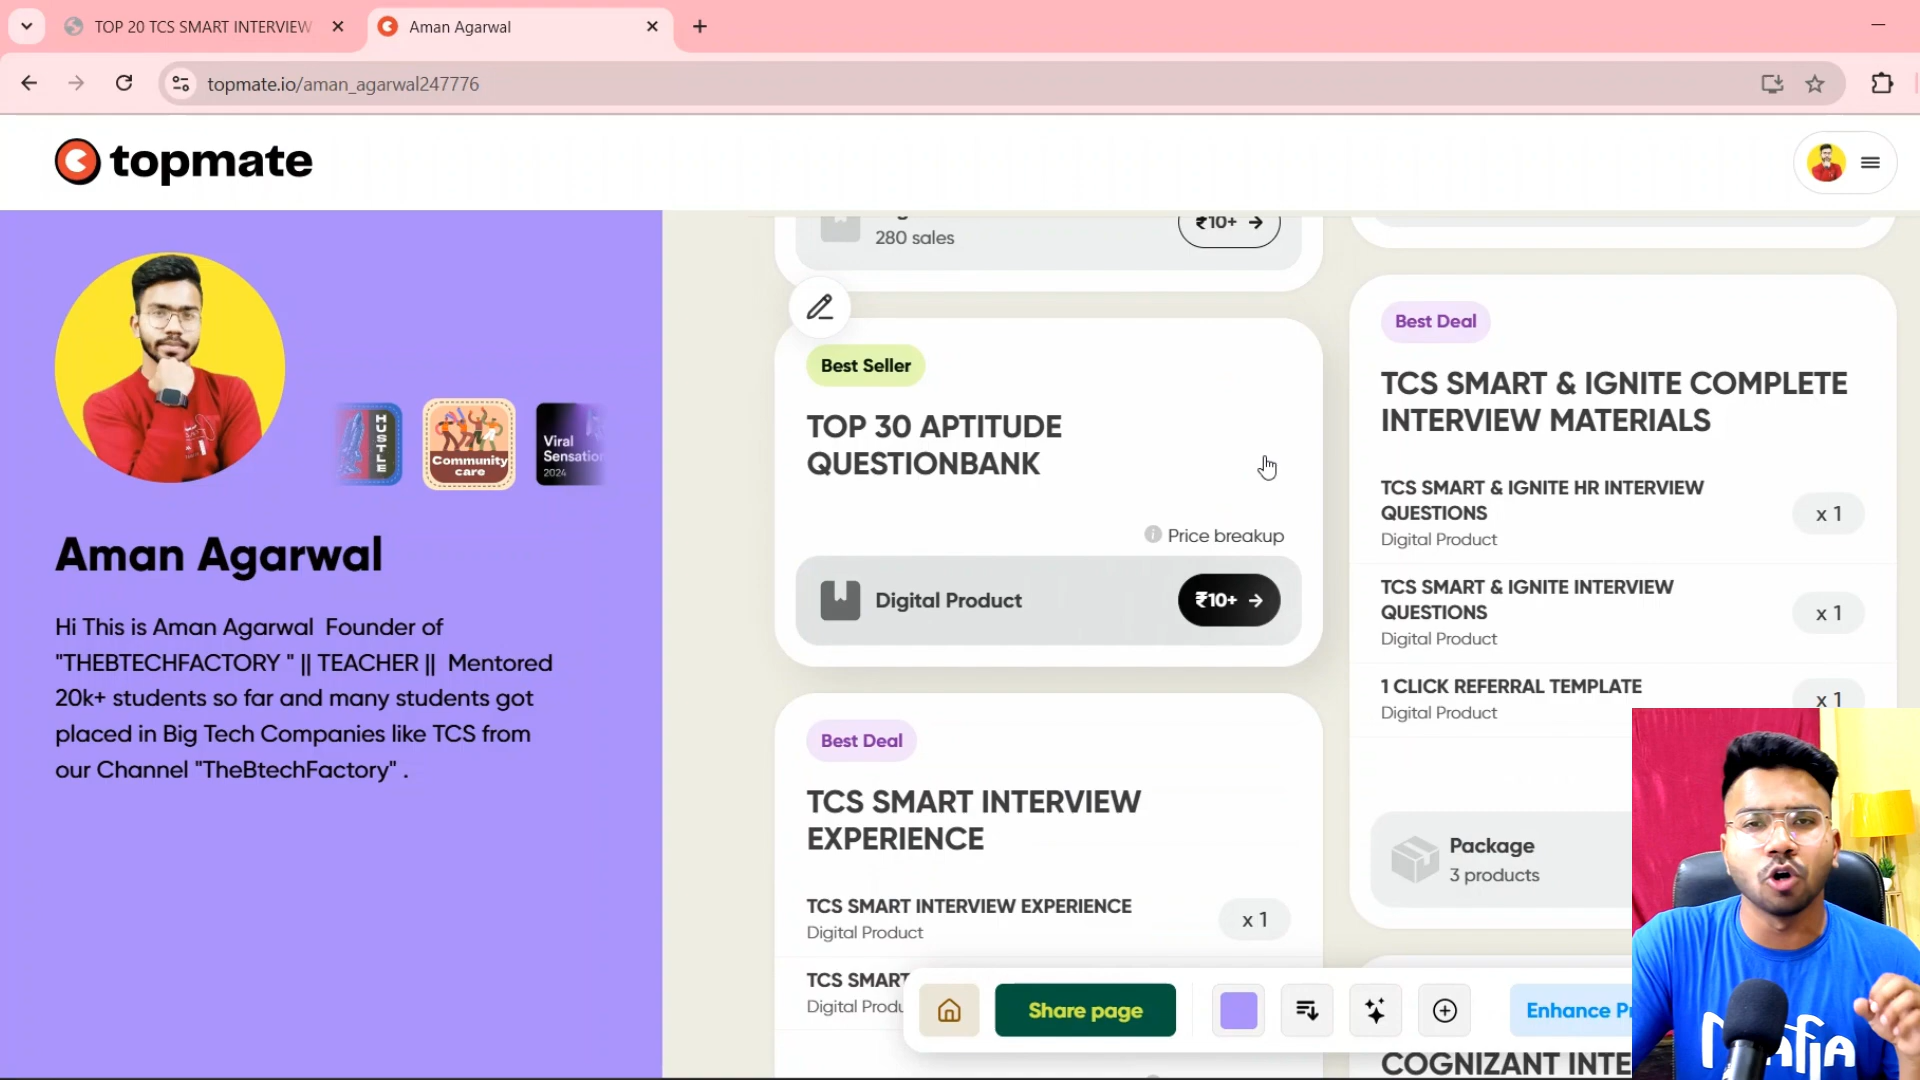 TOP 20 TCS SMART INTERVIEW
Aman Agarwal
topmate.io/aman_agarwal247776
topmate
HUSTLE
Community
care
Viral
Sensation
2024
Aman Agarwal
Hi This is Aman Agarwal Founder of
"THEBTECHFACTORY " || TEACHER || Mentored
20k+ students so far and many students got
placed in Big Tech Companies like TCS from
our Channel "TheBtechFactory" .
280 sales
₹10+
Best Seller
TOP 30 APTITUDE
QUESTIONBANK
Price breakup
Digital Product
₹10+
Best Deal
TCS SMART INTERVIEW
EXPERIENCE
TCS SMART INTERVIEW EXPERIENCE
x 1
Digital Product
TCS SMART
Digital Produ
Best Deal
TCS SMART & IGNITE COMPLETE
INTERVIEW MATERIALS
TCS SMART & IGNITE HR INTERVIEW
QUESTIONS
x 1
Digital Product
TCS SMART & IGNITE INTERVIEW
QUESTIONS
x 1
Digital Product
1 CLICK REFERRAL TEMPLATE
x 1
Digital Product
Package
3 products
Share page
Enhance Pr
COGNIZANT INTE